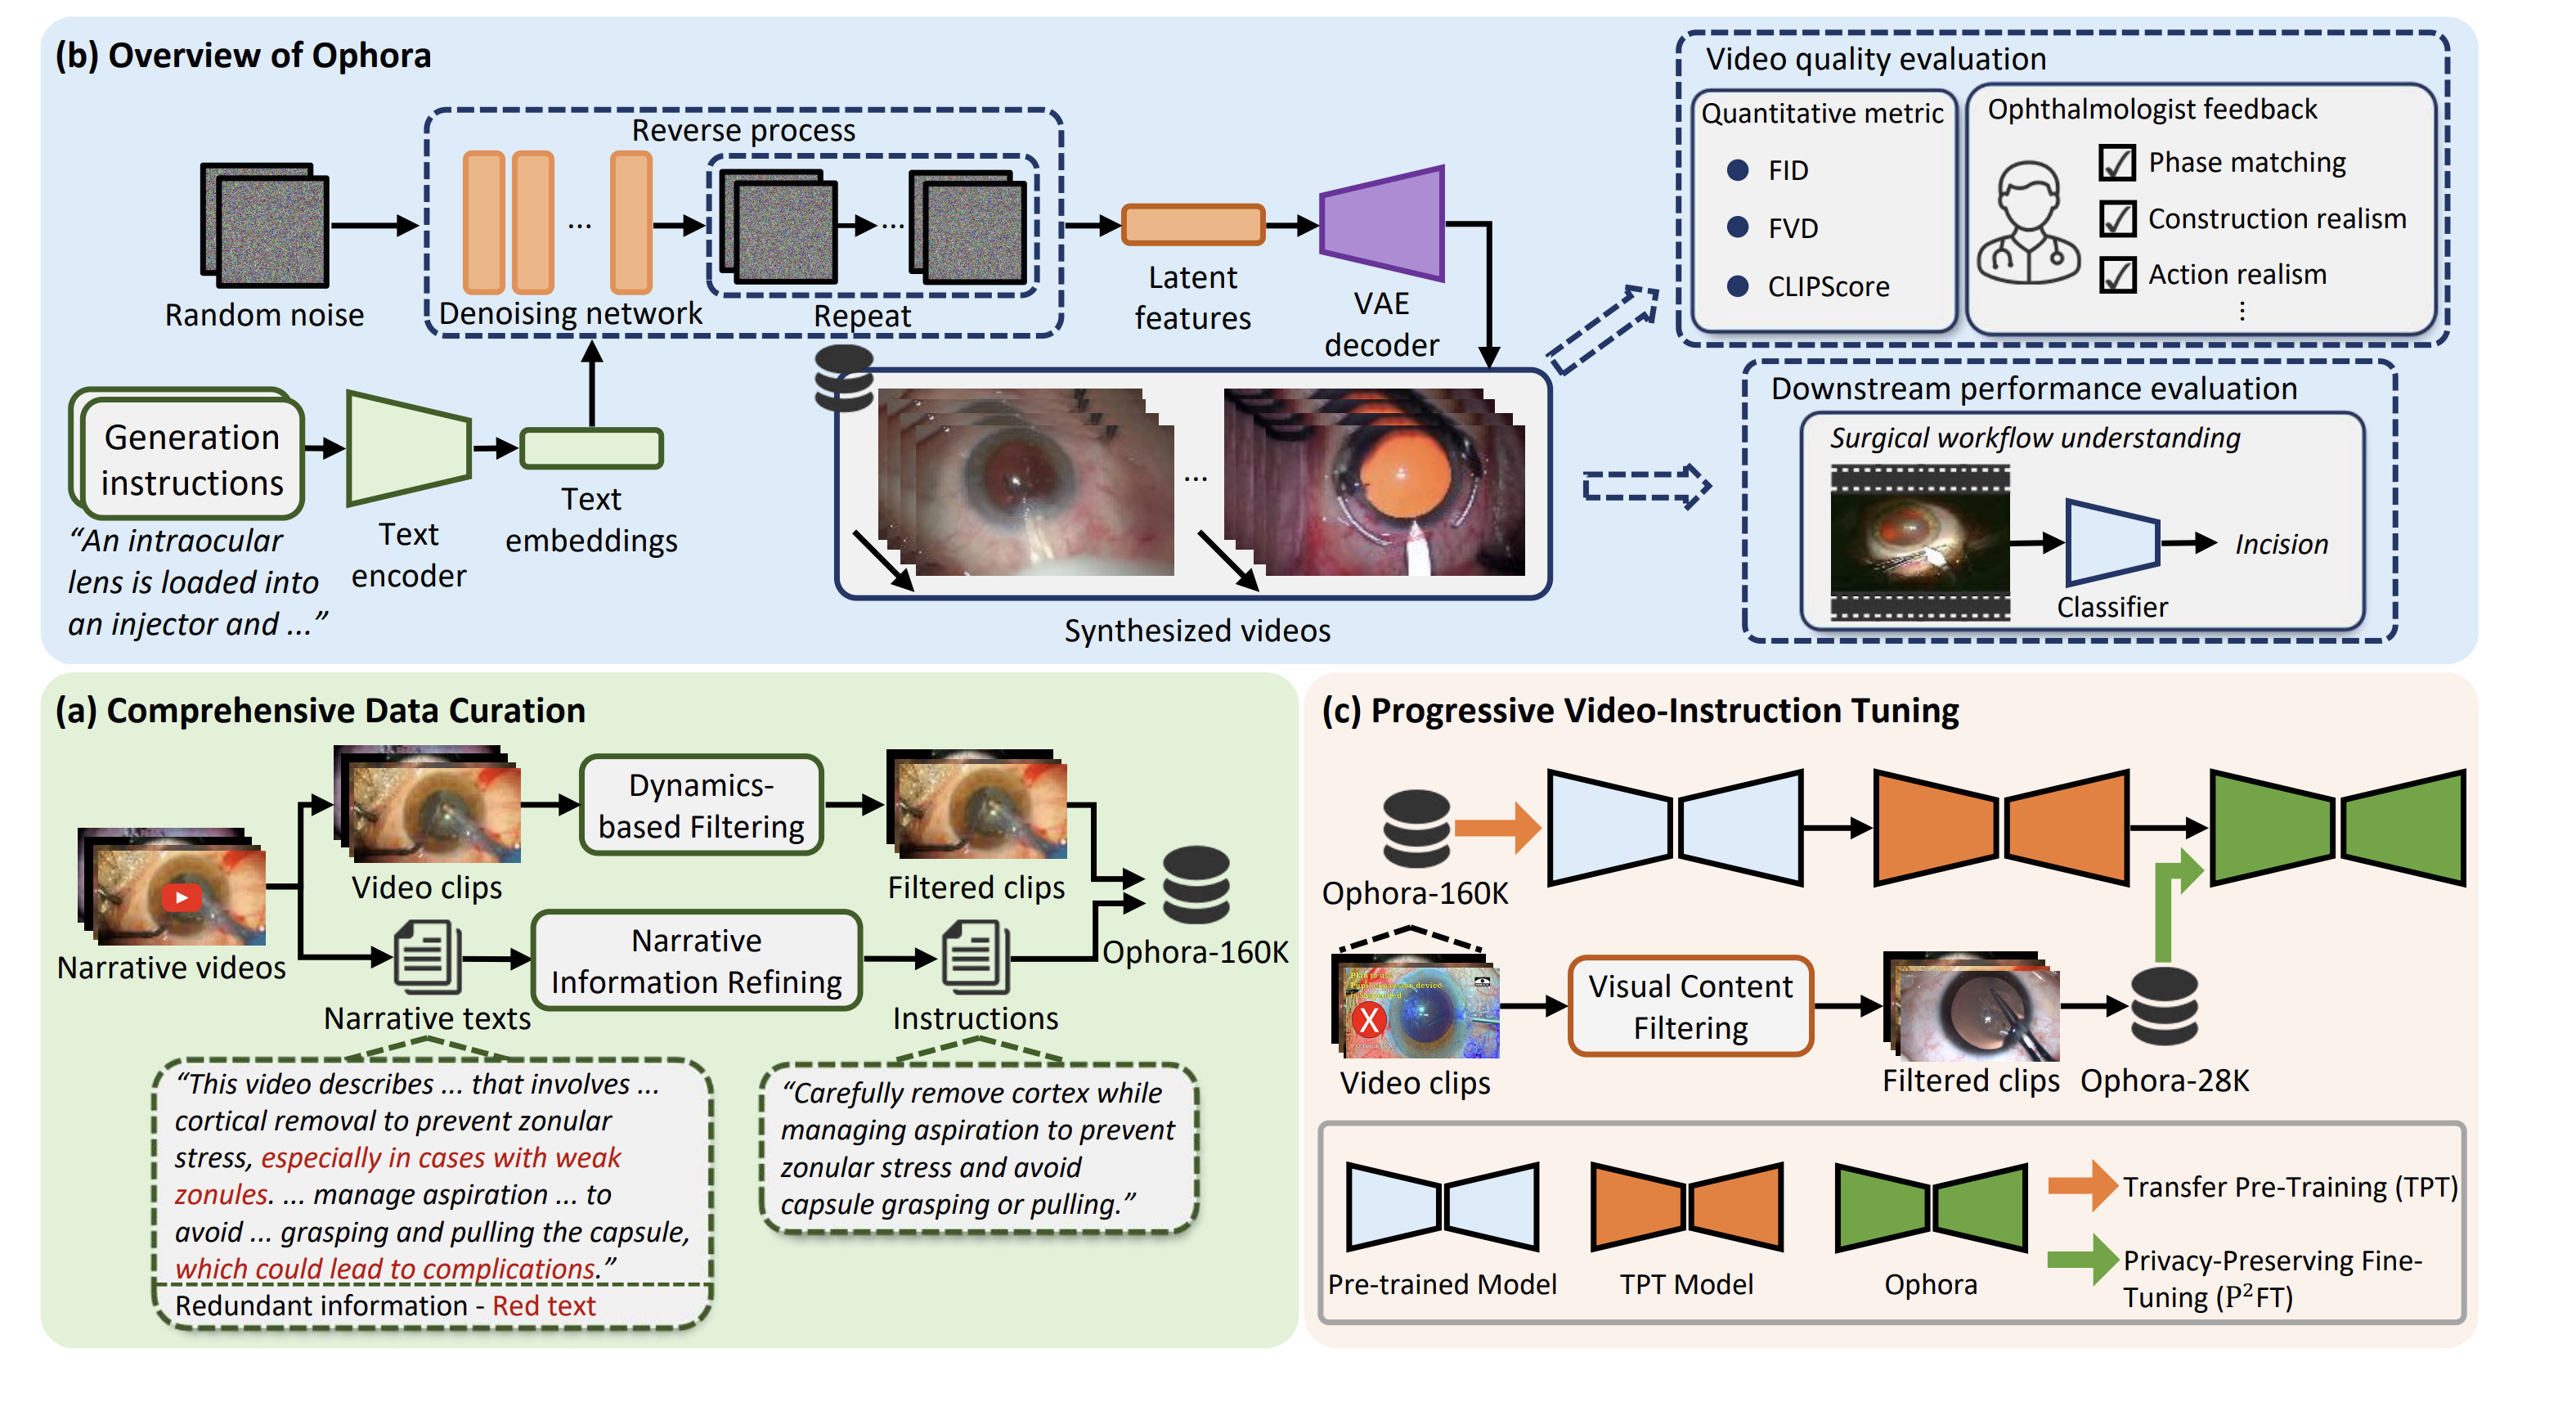 (b) Overview of Ophora
Reverse process
...
...
Random noise
Denoising network
Repeat
Latent
features
VAE
decoder
Generation
instructions
“An intraocular
lens is loaded into
an injector and ...”
Text
encoder
Text
embeddings
...
Synthesized videos
Video quality evaluation
Quantitative metric
FID
FVD
CLIPScore
Ophthalmologist feedback
Phase matching
Construction realism
Action realism
⋮
Downstream performance evaluation
Surgical workflow understanding
Incision
Classifier
(a) Comprehensive Data Curation
Narrative videos
Video clips
Dynamics-
based Filtering
Filtered clips
Narrative texts
Narrative
Information Refining
Instructions
Ophora-160K
“This video describes ... that involves ...
cortical removal to prevent zonular
stress, especially in cases with weak
zonules. ... manage aspiration ... to
avoid ... grasping and pulling the capsule,
which could lead to complications.”
Redundant information - Red text
“Carefully remove cortex while
managing aspiration to prevent
zonular stress and avoid
capsule grasping or pulling.”
(c) Progressive Video-Instruction Tuning
Ophora-160K
Plan to use
device
X
Video clips
Visual Content
Filtering
Filtered clips
Ophora-28K
Pre-trained Model
TPT Model
Ophora
Transfer Pre-Training (TPT)
Privacy-Preserving Fine-
Tuning (P²FT)